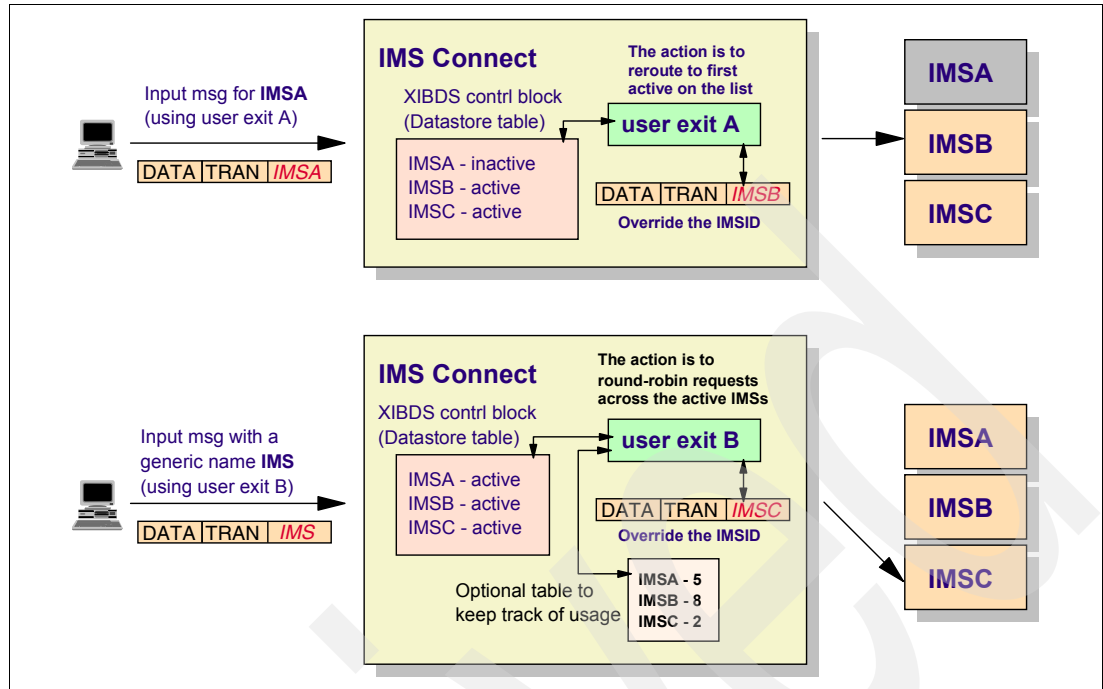 Input msg for IMSA
(using user exit A)
DATA TRAN IMSA
IMS Connect
XIBDS contrl block
(Datastore table)
IMSA - inactive
IMSB - active
IMSC - active
The action is to
reroute to first
active on the list
user exit A
DATA TRAN IMSB
Override the IMSID
IMSA
IMSB
IMSC
Input msg with a
generic name IMS
(using user exit B)
DATA TRAN IMS
IMS Connect
XIBDS contrl block
(Datastore table)
IMSA - active
IMSB - active
IMSC - active
The action is to
round-robin requests
across the active IMSs
user exit B
DATA TRAN IMSC
Override the IMSID
Optional table to
keep track of usage
IMSA - 5
IMSB - 8
IMSC - 2
IMSA
IMSB
IMSC